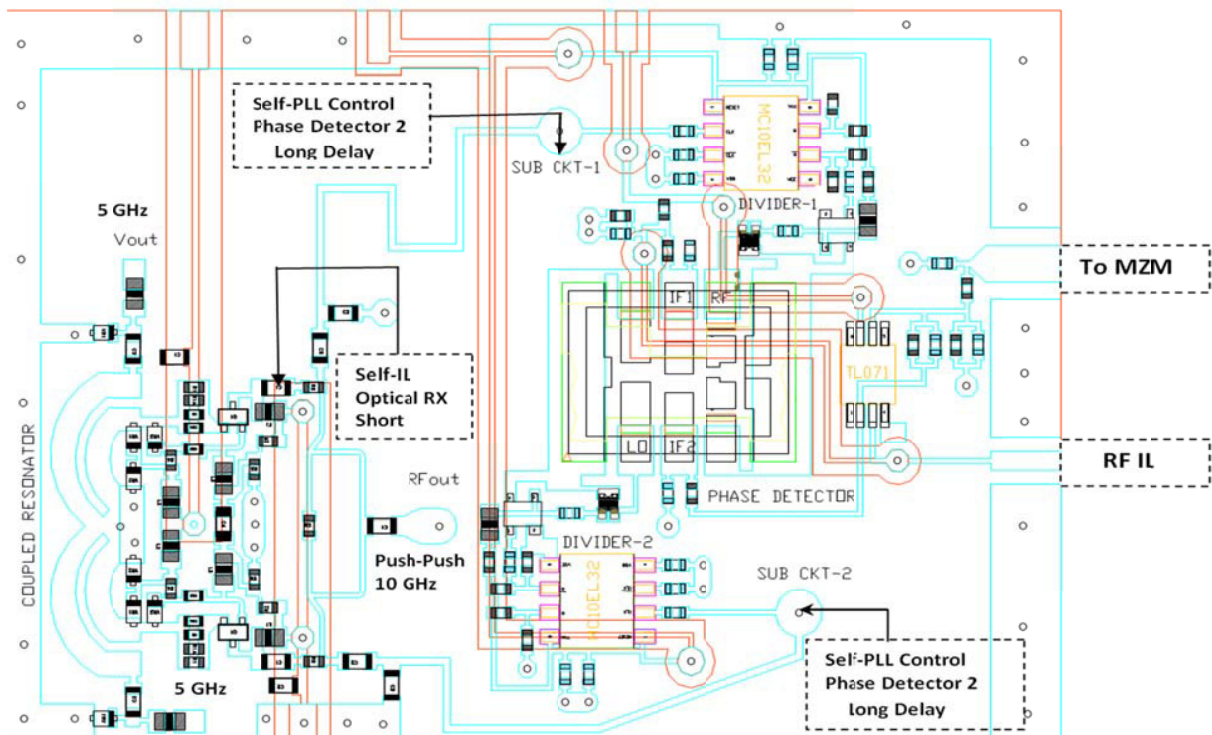 Self-PLL Control
Phase Detector 2
Long Delay
SUB CKT-1
MC10EL32
DIVIDER-1
5 GHz
Vout
To MZM
IF1
RF
Self-IL
Optical RX
Short
TL071
LO
IF2
RF IL
RFout
PHASE DETECTOR
COUPLED RESONATOR
Push-Push
10 GHz
DIVIDER-2
MC10EL32
SUB CKT-2
Self-PLL Control
Phase Detector 2
Long Delay
5 GHz